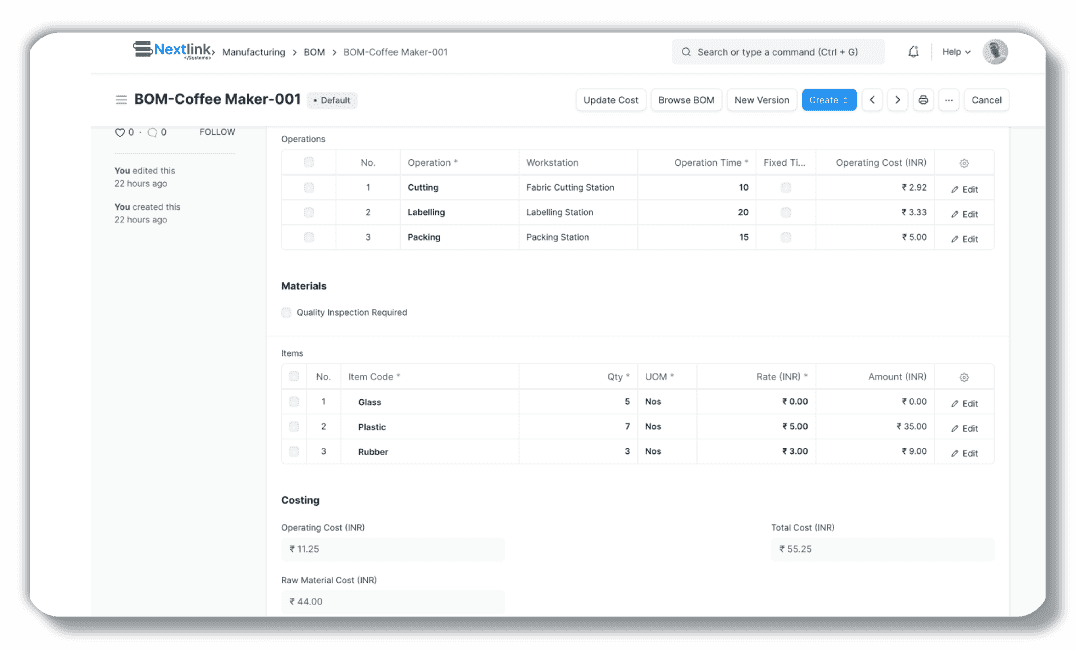 Nextlink Manufacturing > BOM > BOM-Coffee Maker-001 Search or type a command (Ctrl + G) Help
</Systems>
BOM-Coffee Maker-001 • Default Update Cost Browse BOM New Version Create ... Cancel
0 · 0 FOLLOW
You edited this
22 hours ago
You created this
22 hours ago
Operations
No. Operation * Workstation Operation Time * Fixed Ti... Operating Cost (INR)
1 Cutting Fabric Cutting Station 10 ₹ 2.92 Edit
2 Labelling Labelling Station 20 ₹ 3.33 Edit
3 Packing Packing Station 15 ₹ 5.00 Edit
Materials
Quality Inspection Required
Items
No. Item Code * Qty * UOM * Rate (INR) * Amount (INR)
1 Glass 5 Nos ₹ 0.00 ₹ 0.00 Edit
2 Plastic 7 Nos ₹ 5.00 ₹ 35.00 Edit
3 Rubber 3 Nos ₹ 3.00 ₹ 9.00 Edit
Costing
Operating Cost (INR) Total Cost (INR)
₹ 11.25 ₹ 55.25
Raw Material Cost (INR)
₹ 44.00